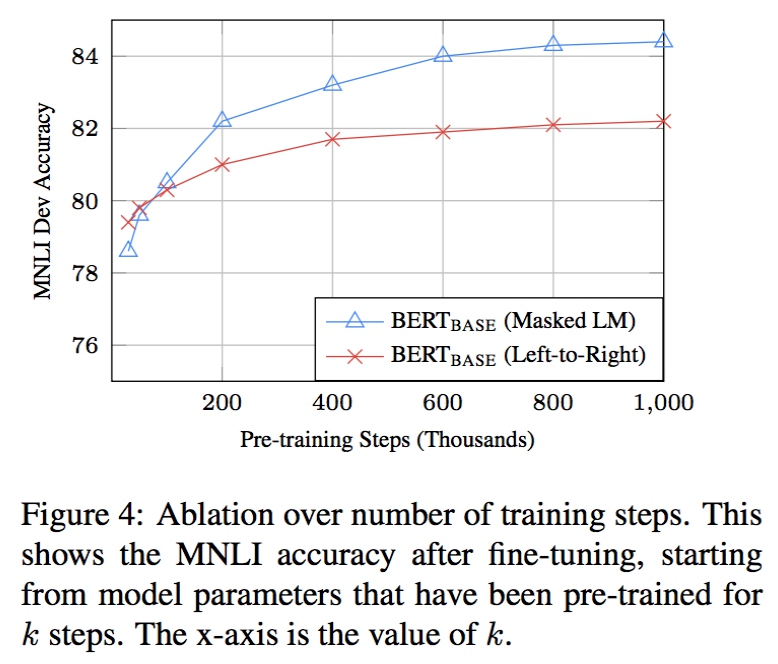 84
82
80
78
76
MNLI Dev Accuracy
BERTBASE (Masked LM)
BERTBASE (Left-to-Right)
200 400 600 800 1,000
Pre-training Steps (Thousands)
Figure 4: Ablation over number of training steps. This
shows the MNLI accuracy after fine-tuning, starting
from model parameters that have been pre-trained for
k steps. The x-axis is the value of k.